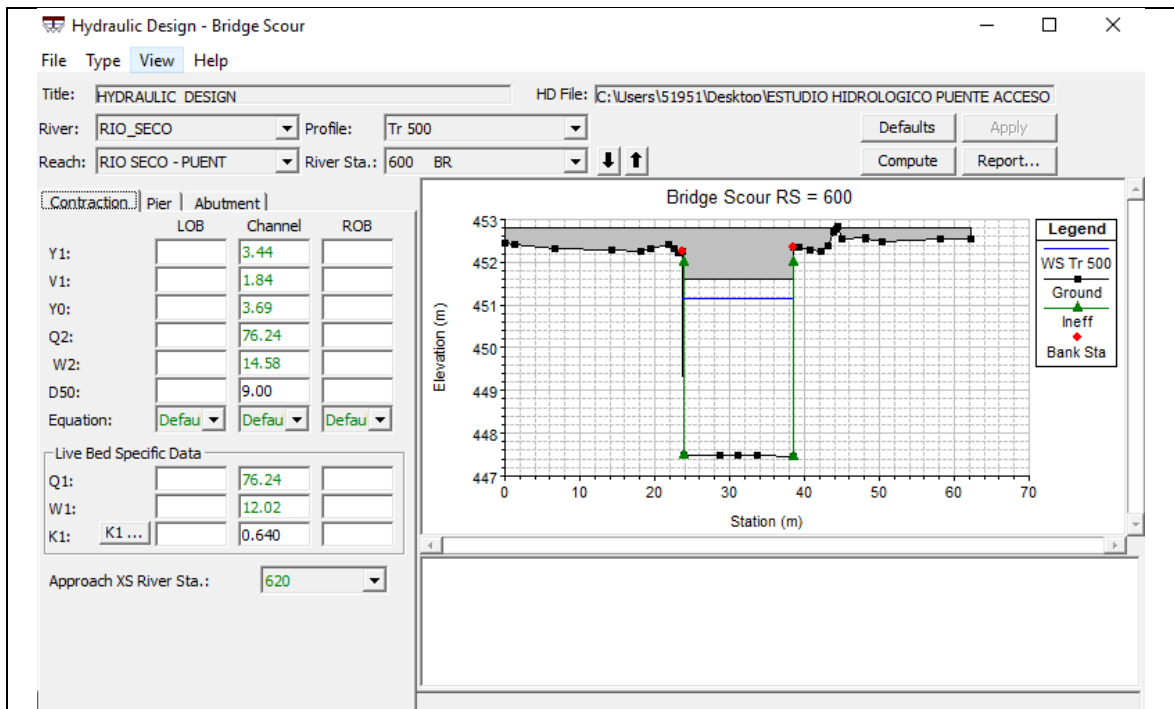 Hydraulic Design - Bridge Scour
File Type View Help
Title: HYDRAULIC DESIGN HD File: C:\Users\51951\Desktop\ESTUDIO HIDROLOGICO PUENTE ACCESO
River: RIO_SECO Profile: Tr 500 Defaults Apply
Reach: RIO SECO - PUENT River Sta.: 600 BR Compute Report...
Contraction Pier Abutment
LOB Channel ROB
Y1: 3.44
V1: 1.84
Y0: 3.69
Q2: 76.24
W2: 14.58
D50: 9.00
Equation: Defau Defau Defau
Live Bed Specific Data
Q1: 76.24
W1: 12.02
K1: K1 ... 0.640
Approach XS River Sta.: 620
Bridge Scour RS = 600
453
452
451
450
449
448
447
Elevation (m)
0 10 20 30 40 50 60 70
Station (m)
Legend
WS Tr 500
Ground
Ineff
Bank Sta